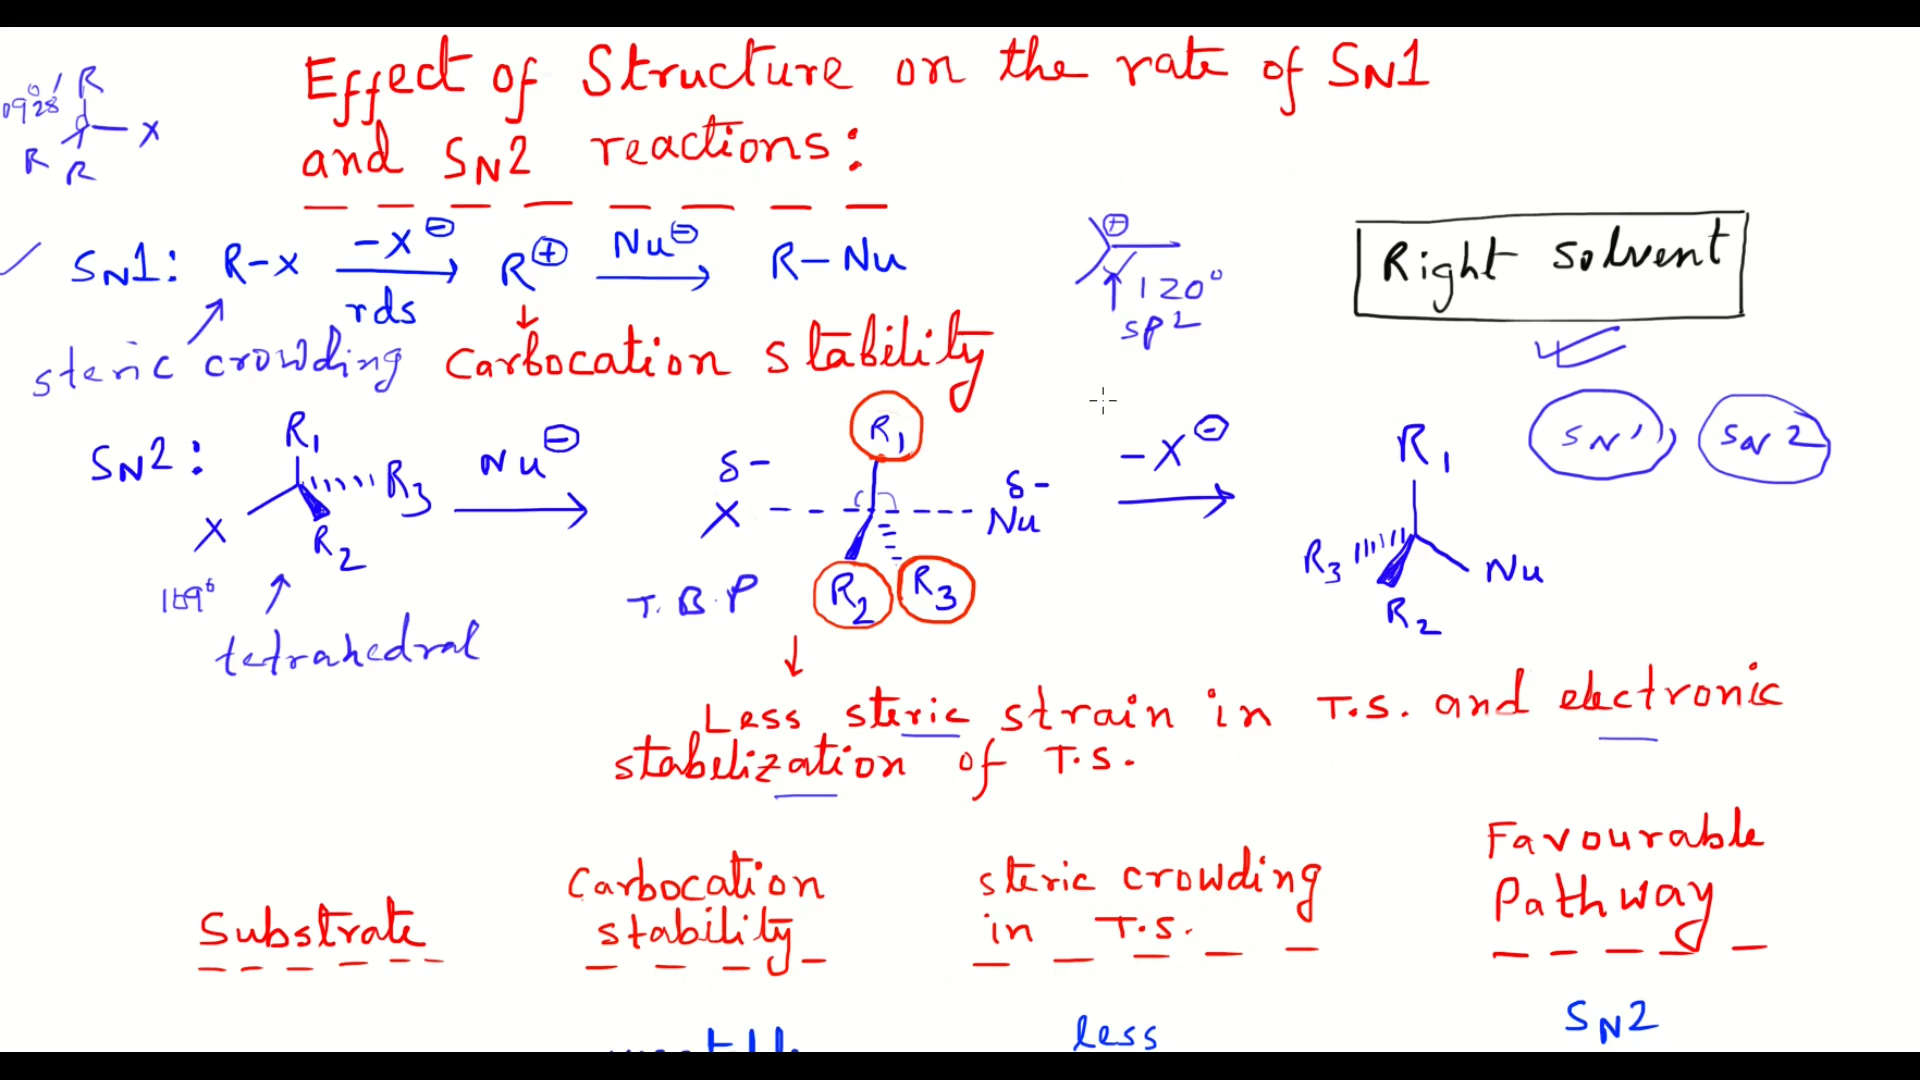 Effect of Structure on the rate of SN1
and SN2 reactions:
R
0928'
X
R R
SN1: R-X -X⊖ R⊕ Nu⊖ R-Nu
rds
⊕
120°
sp2
Right solvent
steric crowding Carbocation stability
SN1, SN2
SN2: R1 R3 X R2
Nu⊖
R1
δ- δ-
X Nu
R2 R3
-X⊖
R1
R3 Nu
R2
109°
T.B.P
tetrahedral
Less steric strain in T.S. and electronic
stabelization of T.S.
Substrate
Carbocation
stability
steric crowding
in T.S.
Favourable
Pathway
less
SN2